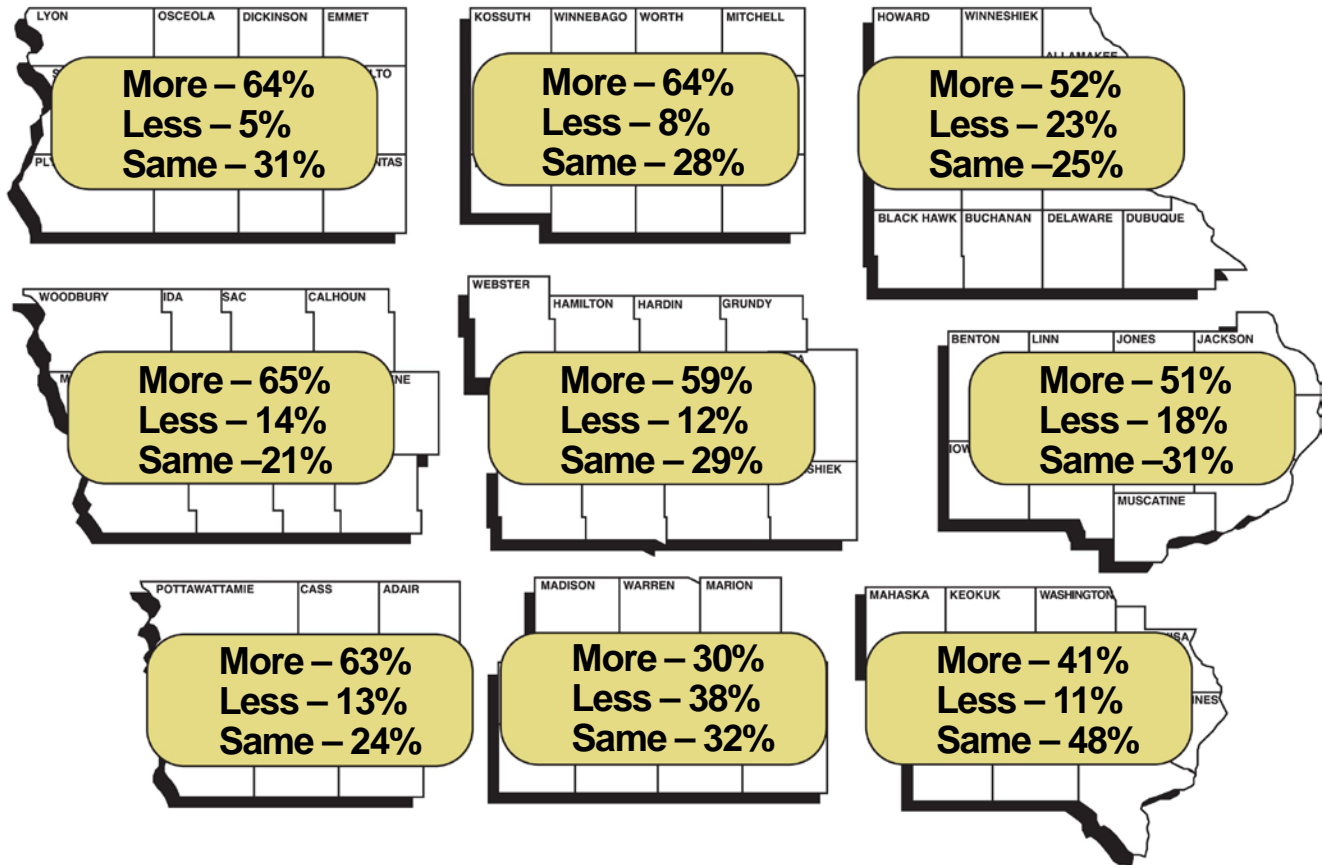 LYON OSCEOLA DICKINSON EMMET
More – 64%
Less – 5%
Same – 31%
KOSSUTH WINNEBAGO WORTH MITCHELL
More – 64%
Less – 8%
Same – 28%
HOWARD WINNESHIEK
ALLAMAKEE
More – 52%
Less – 23%
Same –25%
BLACK HAWK BUCHANAN DELAWARE DUBUQUE
WOODBURY IDA SAC CALHOUN
More – 65%
Less – 14%
Same –21%
WEBSTER
HAMILTON HARDIN GRUNDY
More – 59%
Less – 12%
Same – 29%
BENTON LINN JONES JACKSON
More – 51%
Less – 18%
Same –31%
MUSCATINE
POTTAWATTAMIE CASS ADAIR
More – 63%
Less – 13%
Same – 24%
MADISON WARREN MARION
More – 30%
Less – 38%
Same – 32%
MAHASKA KEOKUK WASHINGTON
More – 41%
Less – 11%
Same – 48%